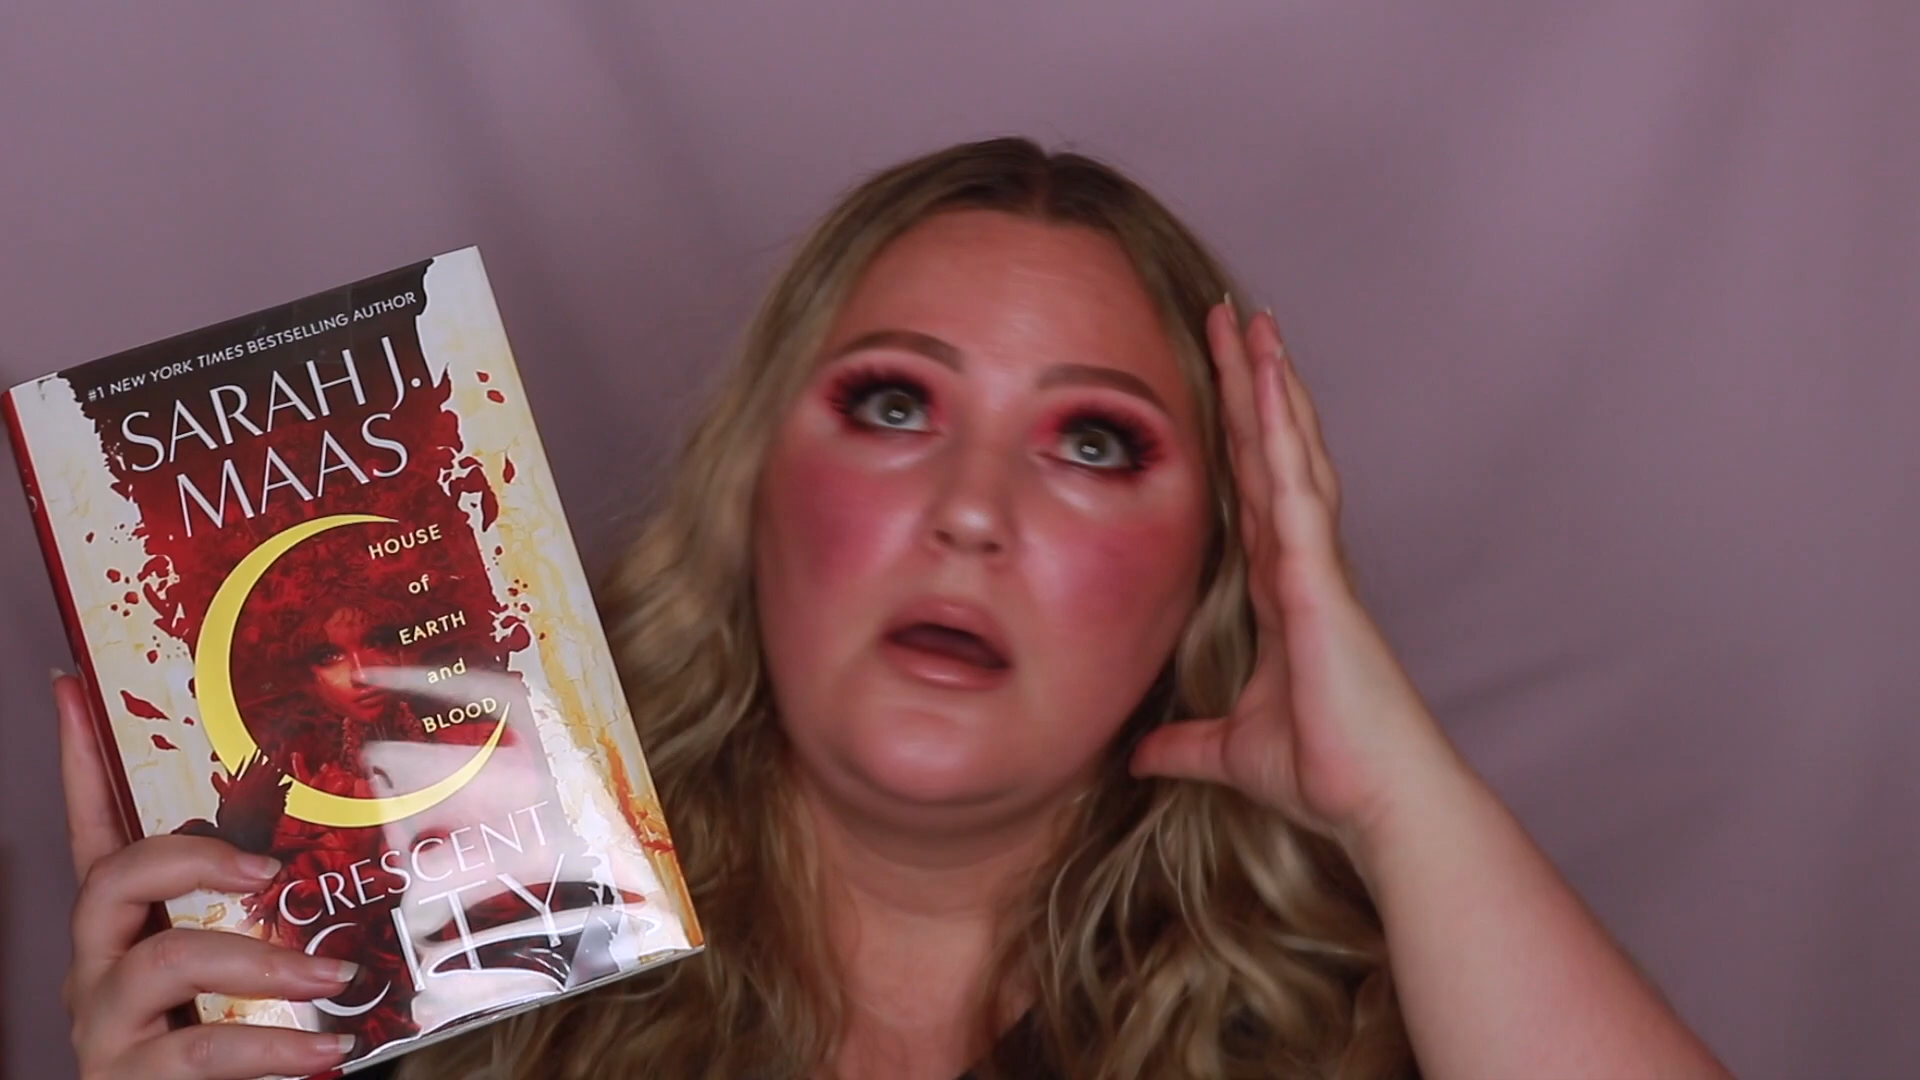 #1 NEW YORK TIMES BESTSELLING AUTHOR
SARAH J.
MAAS
HOUSE
of
EARTH
and
BLOOD
CRESCENT
CITY